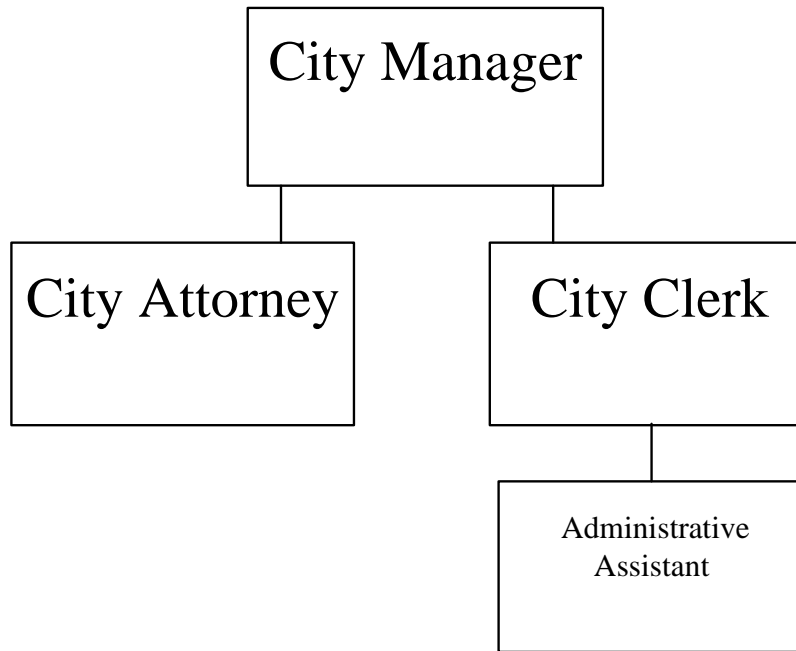 City Manager
City Attorney
City Clerk
Administrative
Assistant